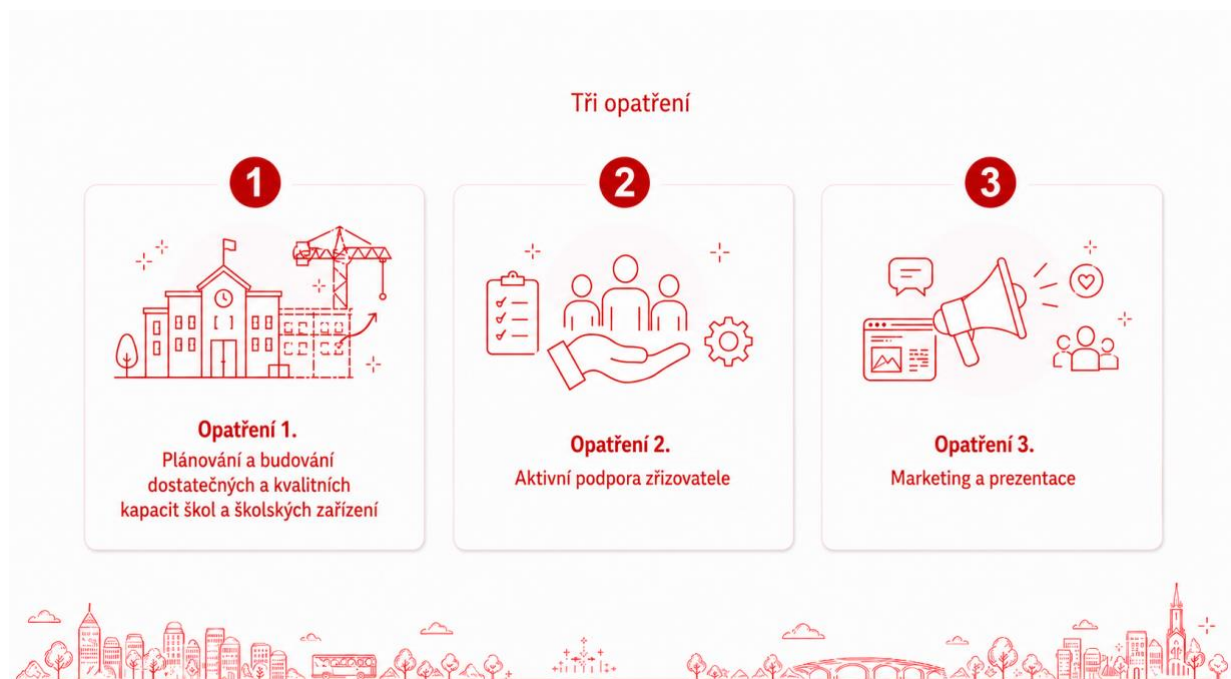 Tři opatření
1
2
3
Opatření 1.
Plánování a budování
dostatečných a kvalitních
kapacit škol a školských zařízení
Opatření 2.
Aktivní podpora zřizovatele
Opatření 3.
Marketing a prezentace